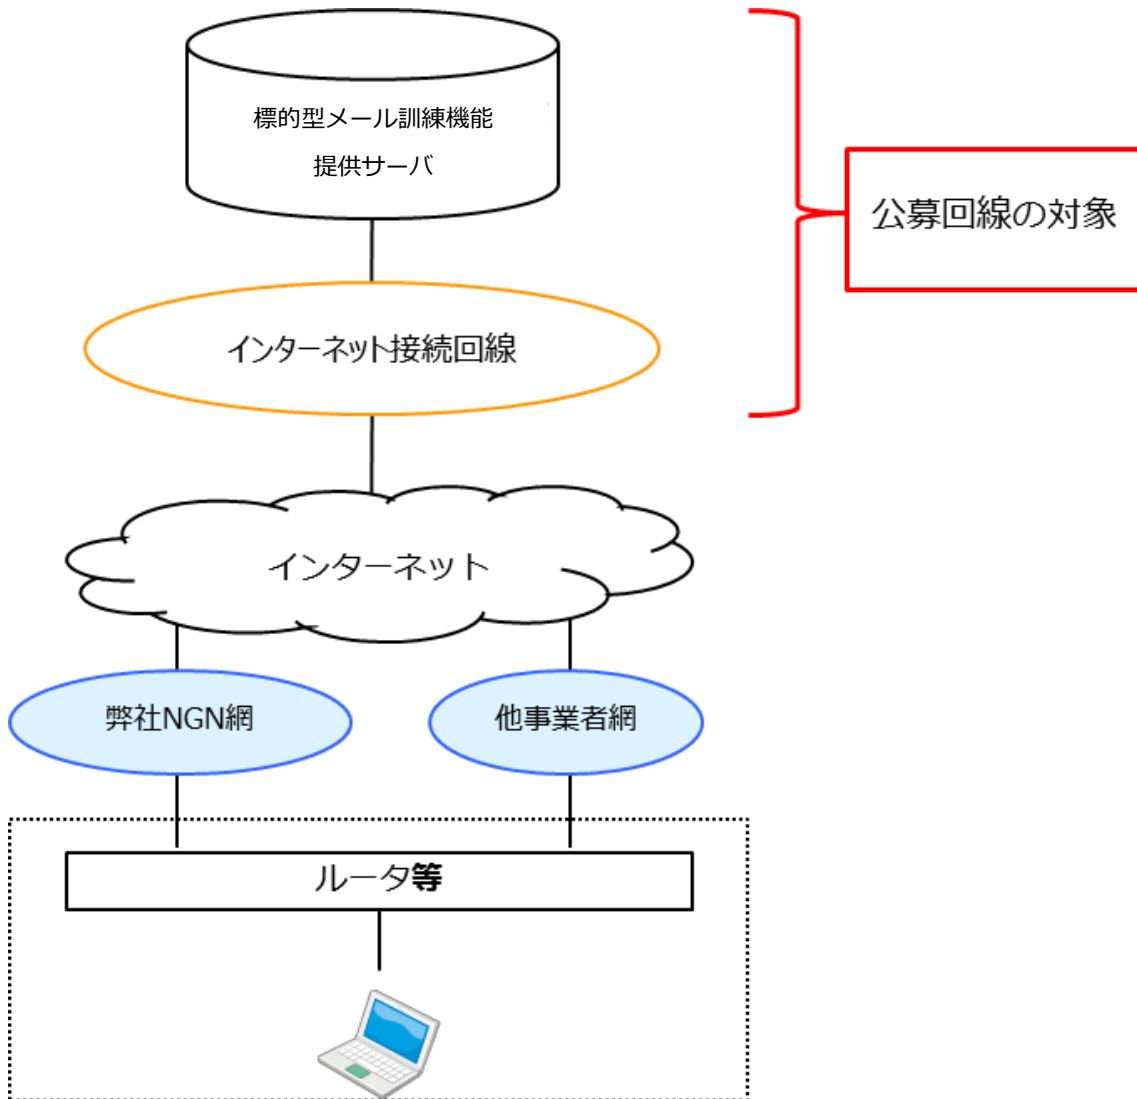 標的型メール訓練機能
提供サーバ
公募回線の対象
インターネット接続回線
インターネット
弊社NGN網
他事業者網
ルータ等